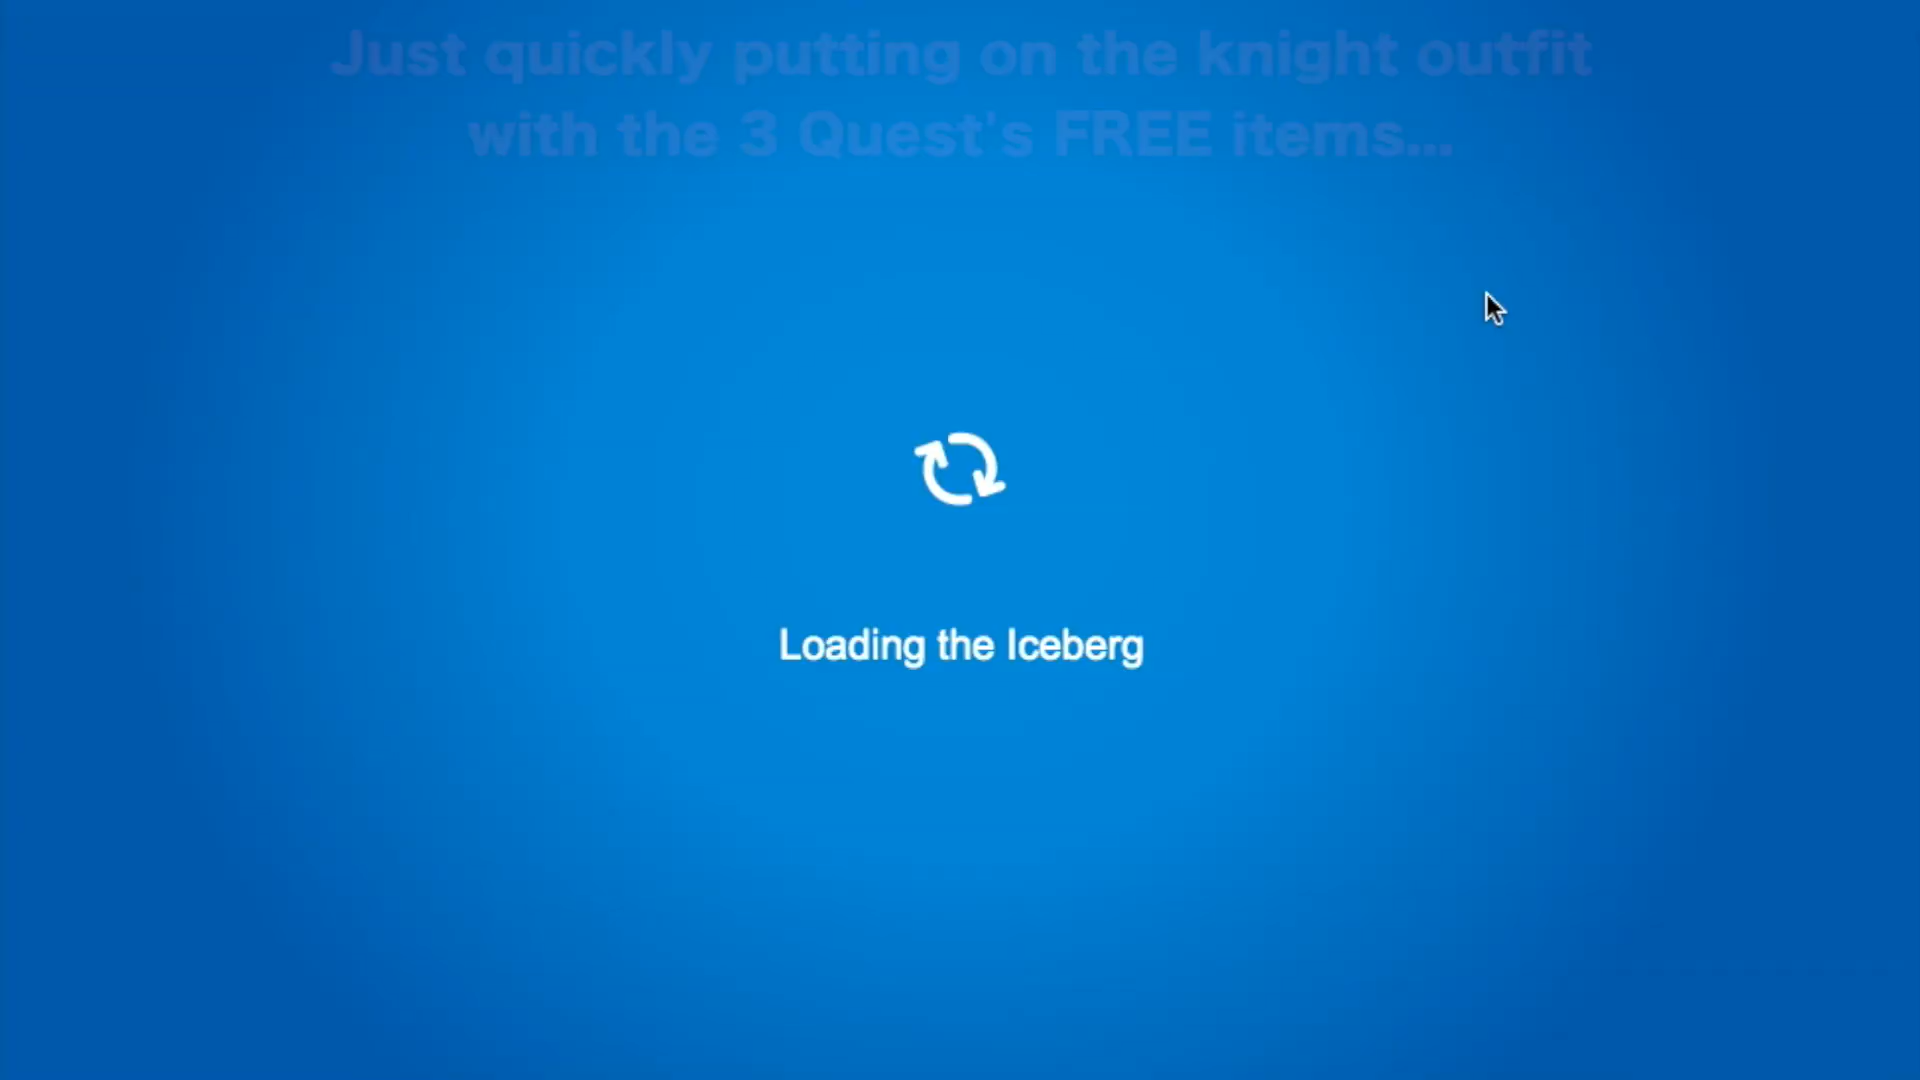 Just quickly putting on the knight outfit
with the 3 Quest's FREE items...
Loading the Iceberg